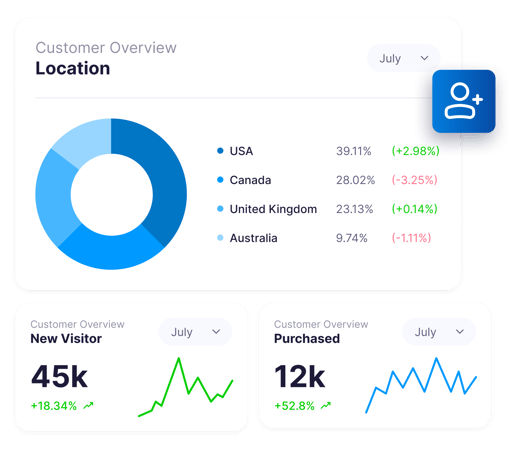 Customer Overview
Location
July
USA 39.11% (+2.98%)
Canada 28.02% (-3.25%)
United Kingdom 23.13% (+0.14%)
Australia 9.74% (-1.11%)
Customer Overview
New Visitor
July
45k
+18.34%
Customer Overview
Purchased
July
12k
+52.8%